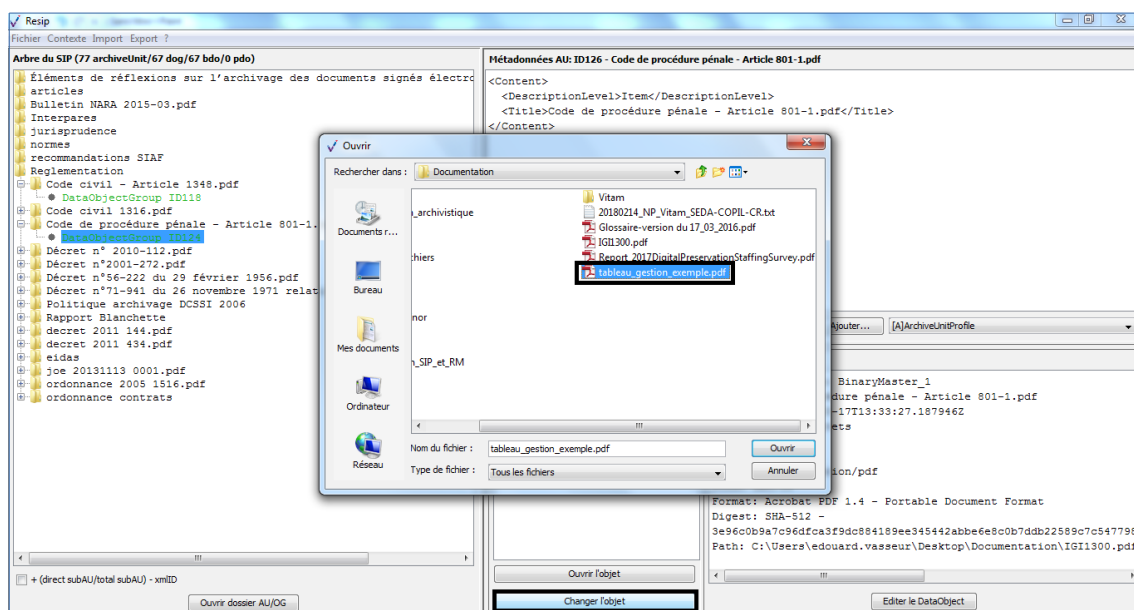 Resip
Fichier Contexte Import Export ?
Arbre du SIP (77 archiveUnit/67 dog/67 bdo/0 pdo)
Éléments de réflexions sur l'archivage des documents signés électro
articles
Bulletin NARA 2015-03.pdf
Interpares
jurisprudence
normes
recommandations SIAF
Reglementation
Code civil - Article 1348.pdf
DataObjectGroup ID118
Code civil 1316.pdf
Code de procédure pénale - Article 801-1.
DataObjectGroup ID124
Décret n° 2010-112.pdf
Décret n°2001-272.pdf
Décret n°56-222 du 29 février 1956.pdf
Décret n°71-941 du 26 novembre 1971 relat
Politique archivage DCSSI 2006
Rapport Blanchette
decret 2011 144.pdf
decret 2011 434.pdf
eidas
joe 20131113 0001.pdf
ordonnance 2005 1516.pdf
ordonnance contrats
+ (direct subAU/total subAU) - xmlID
Ouvrir dossier AU/OG
Métadonnées AU: ID126 - Code de procédure pénale - Article 801-1.pdf
<Content>
<DescriptionLevel>Item</DescriptionLevel>
<Title>Code de procédure pénale - Article 801-1.pdf</Title>
</Content>
Ouvrir
Rechercher dans :
Documentation
Documents r...
Bureau
Mes documents
Ordinateur
Réseau
_archivistique
hiers
nor
_SIP_et_RM
Vitam
20180214_NP_Vitam_SEDA-COPIL-CR.txt
Glossaire-version du 17_03_2016.pdf
IGI1300.pdf
Report_2017DigitalPreservationStaffingSurvey.pdf
tableau_gestion_exemple.pdf
Nom du fichier :
tableau_gestion_exemple.pdf
Ouvrir
Type de fichier :
Tous les fichiers
Annuler
Ajouter...
[A]ArchiveUnitProfile
BinaryMaster_1
dure pénale - Article 801-1.pdf
-17T13:33:27.187946Z
ets
ion/pdf
Format: Acrobat PDF 1.4 - Portable Document Format
Digest: SHA-512 -
3e96c0b9a7c96dfca3f9dc884189ee345442abbe6e8c0b7ddb22589c7c547798
Path: C:\Users\edouard.vasseur\Desktop\Documentation\IGI1300.pdf
Ouvrir l'objet
Changer l'objet
Editer le DataObject